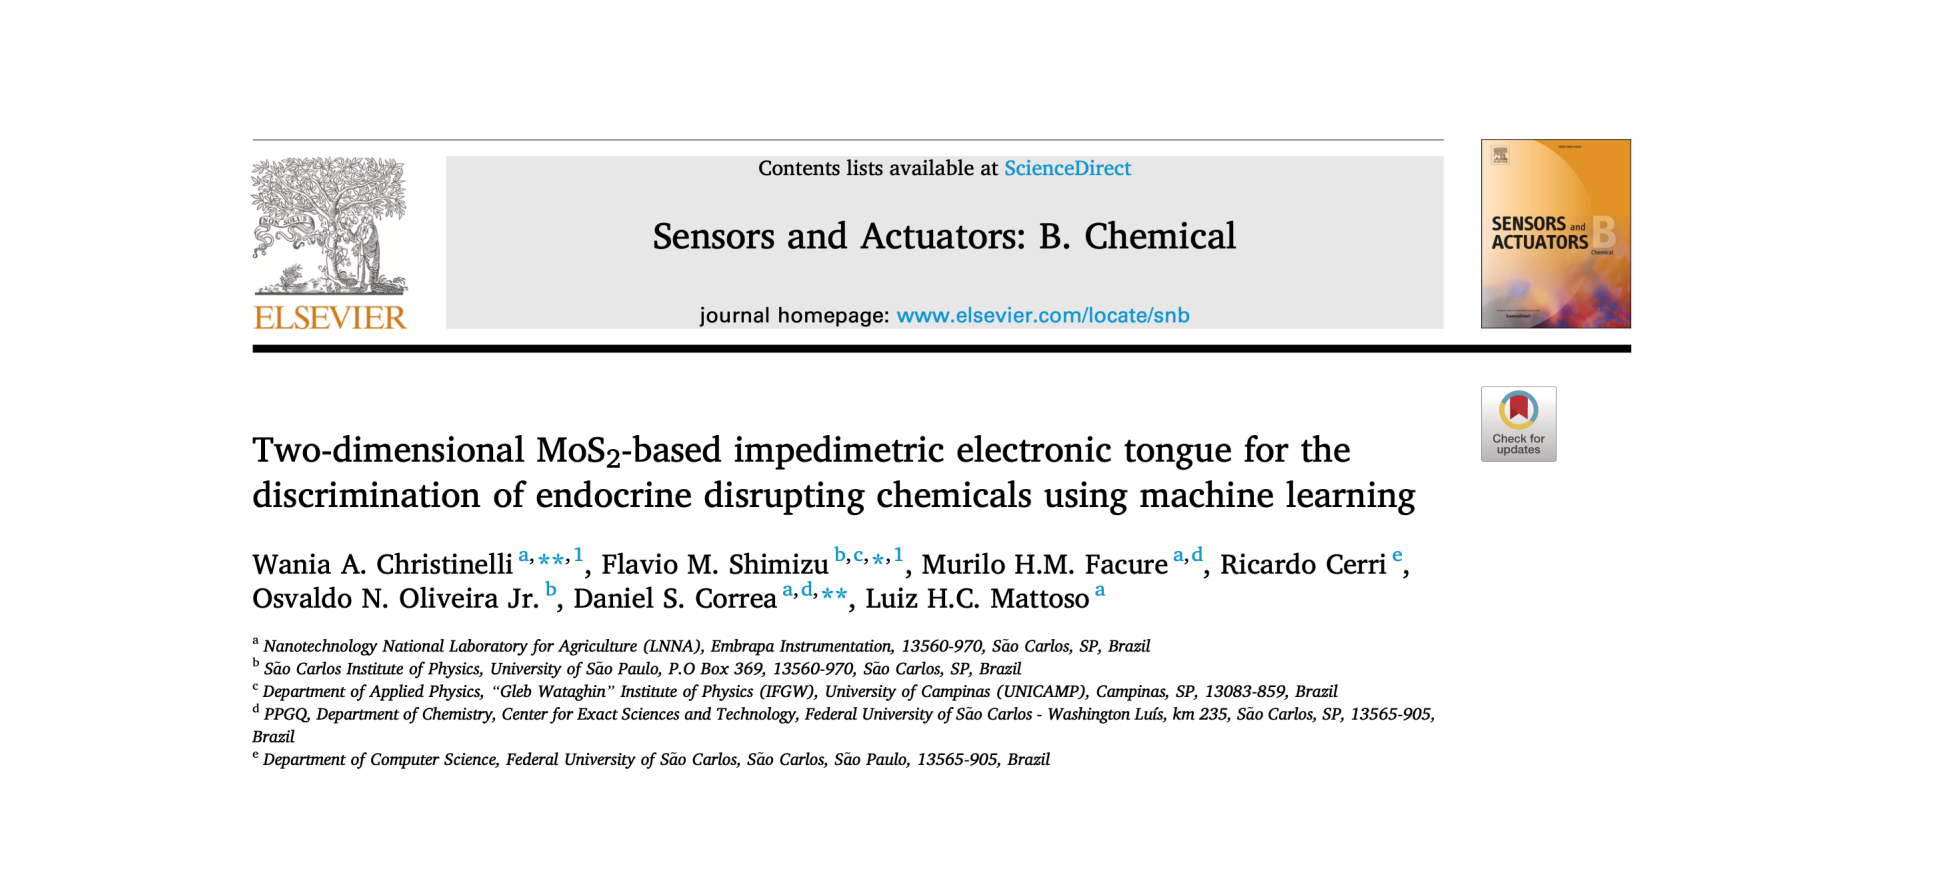 Contents lists available at ScienceDirect
Sensors and Actuators: B. Chemical
journal homepage: www.elsevier.com/locate/snb
NON SOLUS
ELSEVIER
SENSORS and
ACTUATORS B
Chemical
Check for
updates
Two-dimensional MoS₂-based impedimetric electronic tongue for the
discrimination of endocrine disrupting chemicals using machine learning
Wania A. Christinelli ᵃ,**,¹, Flavio M. Shimizu ᵇ,ᶜ,*,¹, Murilo H.M. Facure ᵃ,ᵈ, Ricardo Cerri ᵉ,
Osvaldo N. Oliveira Jr. ᵇ, Daniel S. Correa ᵃ,ᵈ,**, Luiz H.C. Mattoso ᵃ
ᵃ Nanotechnology National Laboratory for Agriculture (LNNA), Embrapa Instrumentation, 13560-970, São Carlos, SP, Brazil
ᵇ São Carlos Institute of Physics, University of São Paulo, P.O Box 369, 13560-970, São Carlos, SP, Brazil
ᶜ Department of Applied Physics, “Gleb Wataghin” Institute of Physics (IFGW), University of Campinas (UNICAMP), Campinas, SP, 13083-859, Brazil
ᵈ PPGQ, Department of Chemistry, Center for Exact Sciences and Technology, Federal University of São Carlos - Washington Luís, km 235, São Carlos, SP, 13565-905,
Brazil
ᵉ Department of Computer Science, Federal University of São Carlos, São Carlos, São Paulo, 13565-905, Brazil